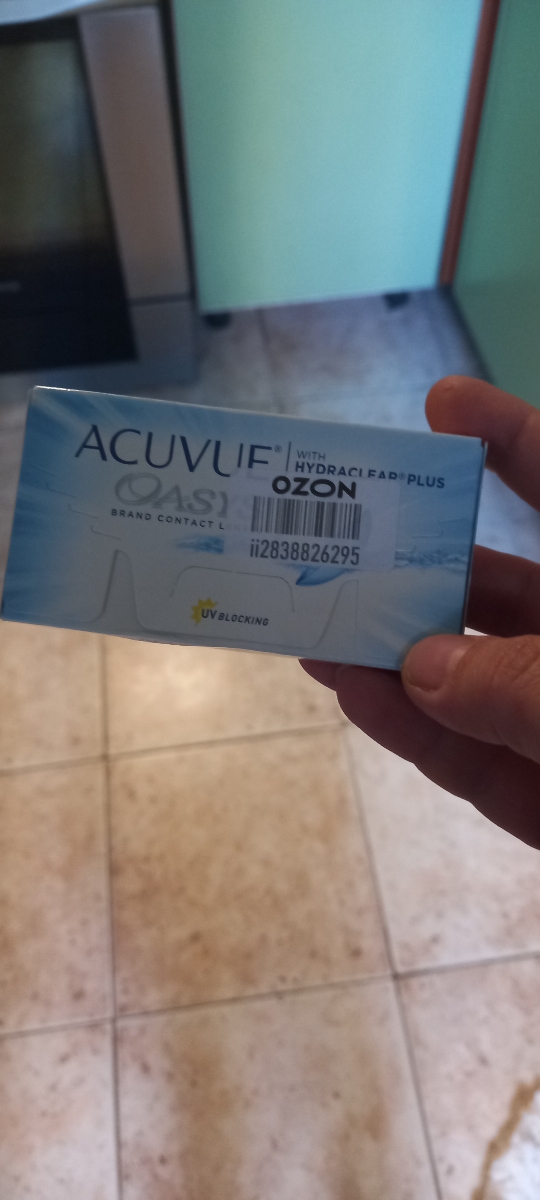 ACUVUE® WITH
HYDRACLEAR® PLUS
OZON
BRAND CONTACT
ii2838826295
UV BLOCKING